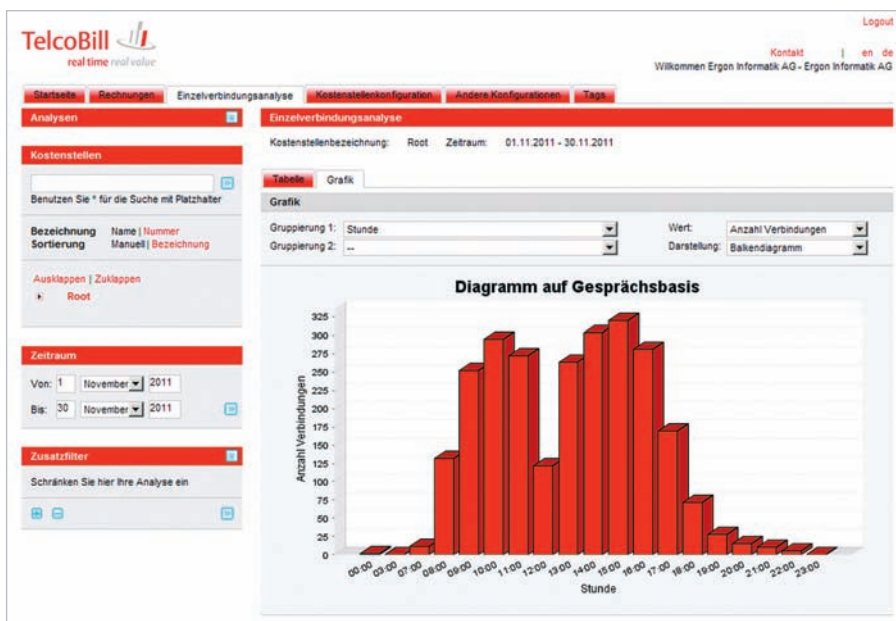 Logout
TelcoBill
real time real value
Kontakt | en de
Willkommen Ergon Informatik AG - Ergon Informatik AG
Startseite Rechnungen Einzelverbindungsanalyse Kostenstellenkonfiguration Andere Konfigurationen Tags
Analysen
Kostenstellen
Benutzen Sie * für die Suche mit Platzhalter
Bezeichnung Name | Nummer
Sortierung Manuell | Bezeichnung
Ausklappen | Zuklappen
Root
Zeitraum
Von: 1 November 2011
Bis: 30 November 2011
Zusatzfilter
Schränken Sie hier Ihre Analyse ein
Einzelverbindungsanalyse
Kostenstellenbezeichnung: Root Zeitraum: 01.11.2011 - 30.11.2011
Tabelle Grafik
Grafik
Gruppierung 1: Stunde Wert: Anzahl Verbindungen
Gruppierung 2: -- Darstellung: Balkendiagramm
Diagramm auf Gesprächsbasis
Anzahl Verbindungen
325
300
275
250
225
200
175
150
125
100
75
50
25
0
00:00 03:00 07:00 08:00 09:00 10:00 11:00 12:00 13:00 14:00 15:00 16:00 17:00 18:00 19:00 20:00 21:00 22:00 23:00
Stunde